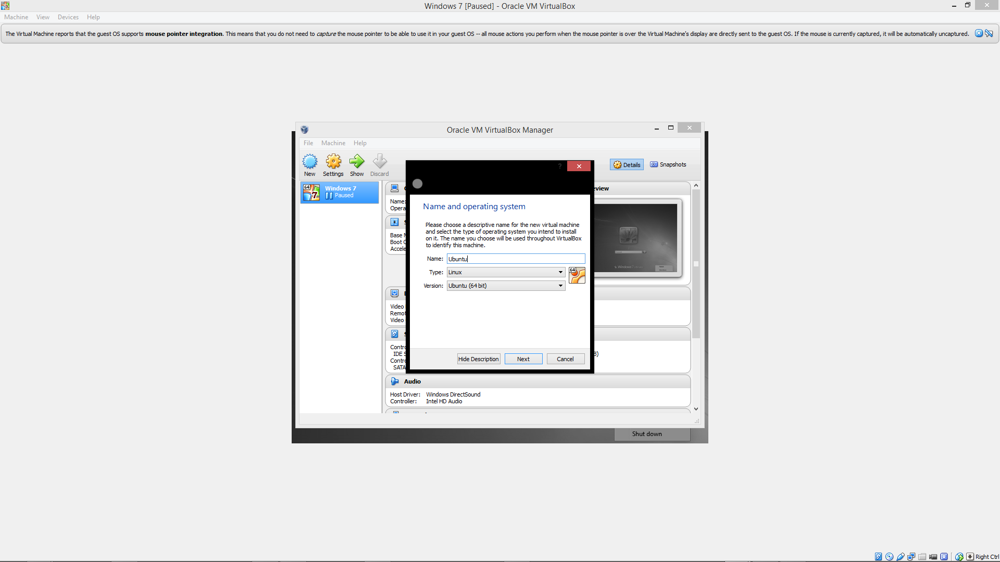 Windows 7 [Paused] - Oracle VM VirtualBox
Machine View Devices Help
The Virtual Machine reports that the guest OS supports mouse pointer integration. This means that you do not need to capture the mouse pointer to be able to use it in your guest OS -- all mouse actions you perform when the mouse pointer is over the Virtual Machine's display are directly sent to the guest OS. If the mouse is currently captured, it will be automatically uncaptured.
Oracle VM VirtualBox Manager
File Machine Help
New Settings Show Discard
Details Snapshots
64 Windows 7
7 Paused
Name:
Opera
Base M
Boot O
Accele
Video
Remot
Video
Contro
IDE S
Contro
SATA
eview
Windows 7
?
Name and operating system
Please choose a descriptive name for the new virtual machine
and select the type of operating system you intend to install
on it. The name you choose will be used throughout VirtualBox
to identify this machine.
Name: Ubuntu
Type: Linux
64
Version: Ubuntu (64 bit)
Hide Description Next Cancel
B)
Audio
Host Driver: Windows DirectSound
Controller: Intel HD Audio
Shut down
Right Ctrl